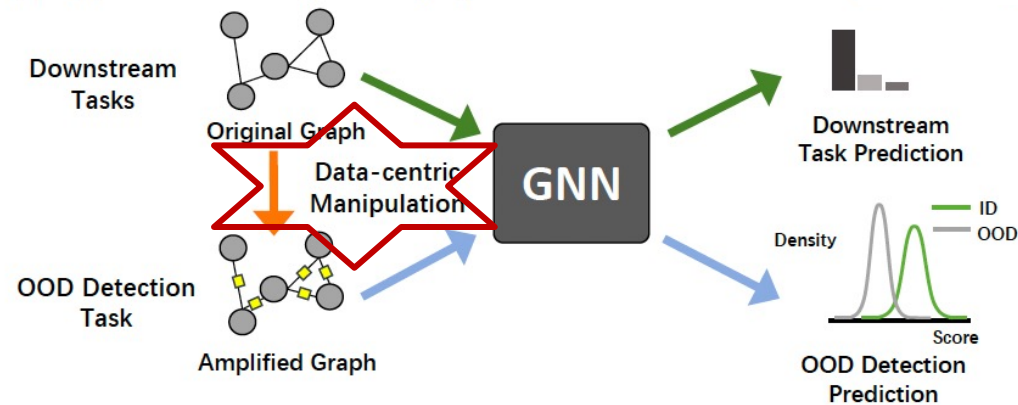 Downstream
Tasks
Original Graph
Data-centric
Manipulation
OOD Detection
Task
Amplified Graph
GNN
Downstream
Task Prediction
Density
ID
OOD
Score
OOD Detection
Prediction